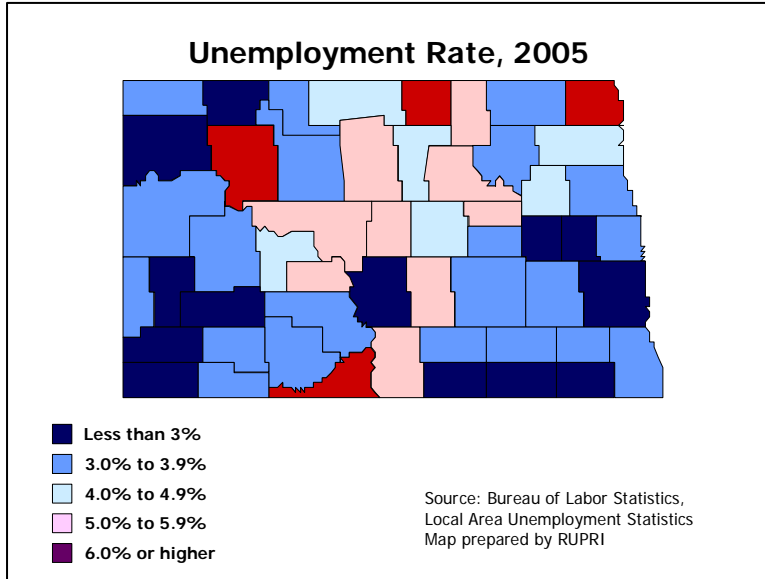 Unemployment Rate, 2005
Less than 3%
3.0% to 3.9%
4.0% to 4.9%
5.0% to 5.9%
6.0% or higher
Source: Bureau of Labor Statistics,
Local Area Unemployment Statistics
Map prepared by RUPRI